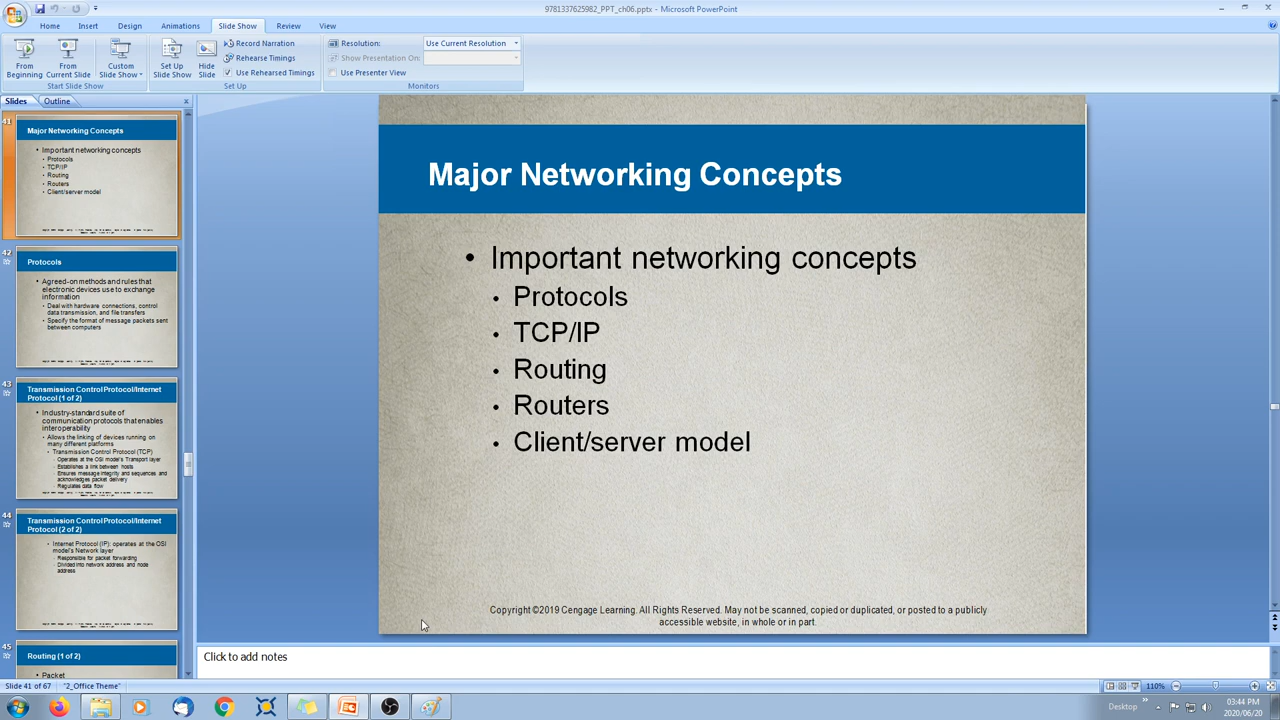 9781337625982_PPT_ch06.pptx - Microsoft PowerPoint
Home Insert Design Animations Slide Show Review View
From Beginning
From Current Slide
Custom Slide Show
Start Slide Show
Set Up Slide Show
Hide Slide
Record Narration
Rehearse Timings
Use Rehearsed Timings
Set Up
Resolution: Use Current Resolution
Show Presentation On:
Use Presenter View
Monitors
Slides Outline
41
Major Networking Concepts
• Important networking concepts
• Protocols
• TCP/IP
• Routing
• Routers
• Client/server model
42
Protocols
• Agreed-on methods and rules that
electronic devices use to exchange
information
• Deal with hardware connections, control
data transmission, and file transfers
• Specify the format of message packets sent
between computers
43
Transmission Control Protocol/Internet
Protocol (1 of 2)
• Industry-standard suite of
communication protocols that enables
interoperability
• Allows the linking of devices running on
many different platforms
• Transmission Control Protocol (TCP)
Operates at the OSI model's Transport layer
Establishes a link between hosts
Ensures message integrity and sequences and
acknowledges packet delivery
Regulates data flow
44
Transmission Control Protocol/Internet
Protocol (2 of 2)
• Internet Protocol (IP): operates at the OSI
model's Network layer
Responsible for packet forwarding
Divided into network address and node
address
45
Routing (1 of 2)
• Packet
Major Networking Concepts
• Important networking concepts
• Protocols
• TCP/IP
• Routing
• Routers
• Client/server model
Copyright ©2019 Cengage Learning. All Rights Reserved. May not be scanned, copied or duplicated, or posted to a publicly
accessible website, in whole or in part.
Click to add notes
Slide 41 of 67 "2_Office Theme" 110%
Desktop
03:44 PM
2020/06/20